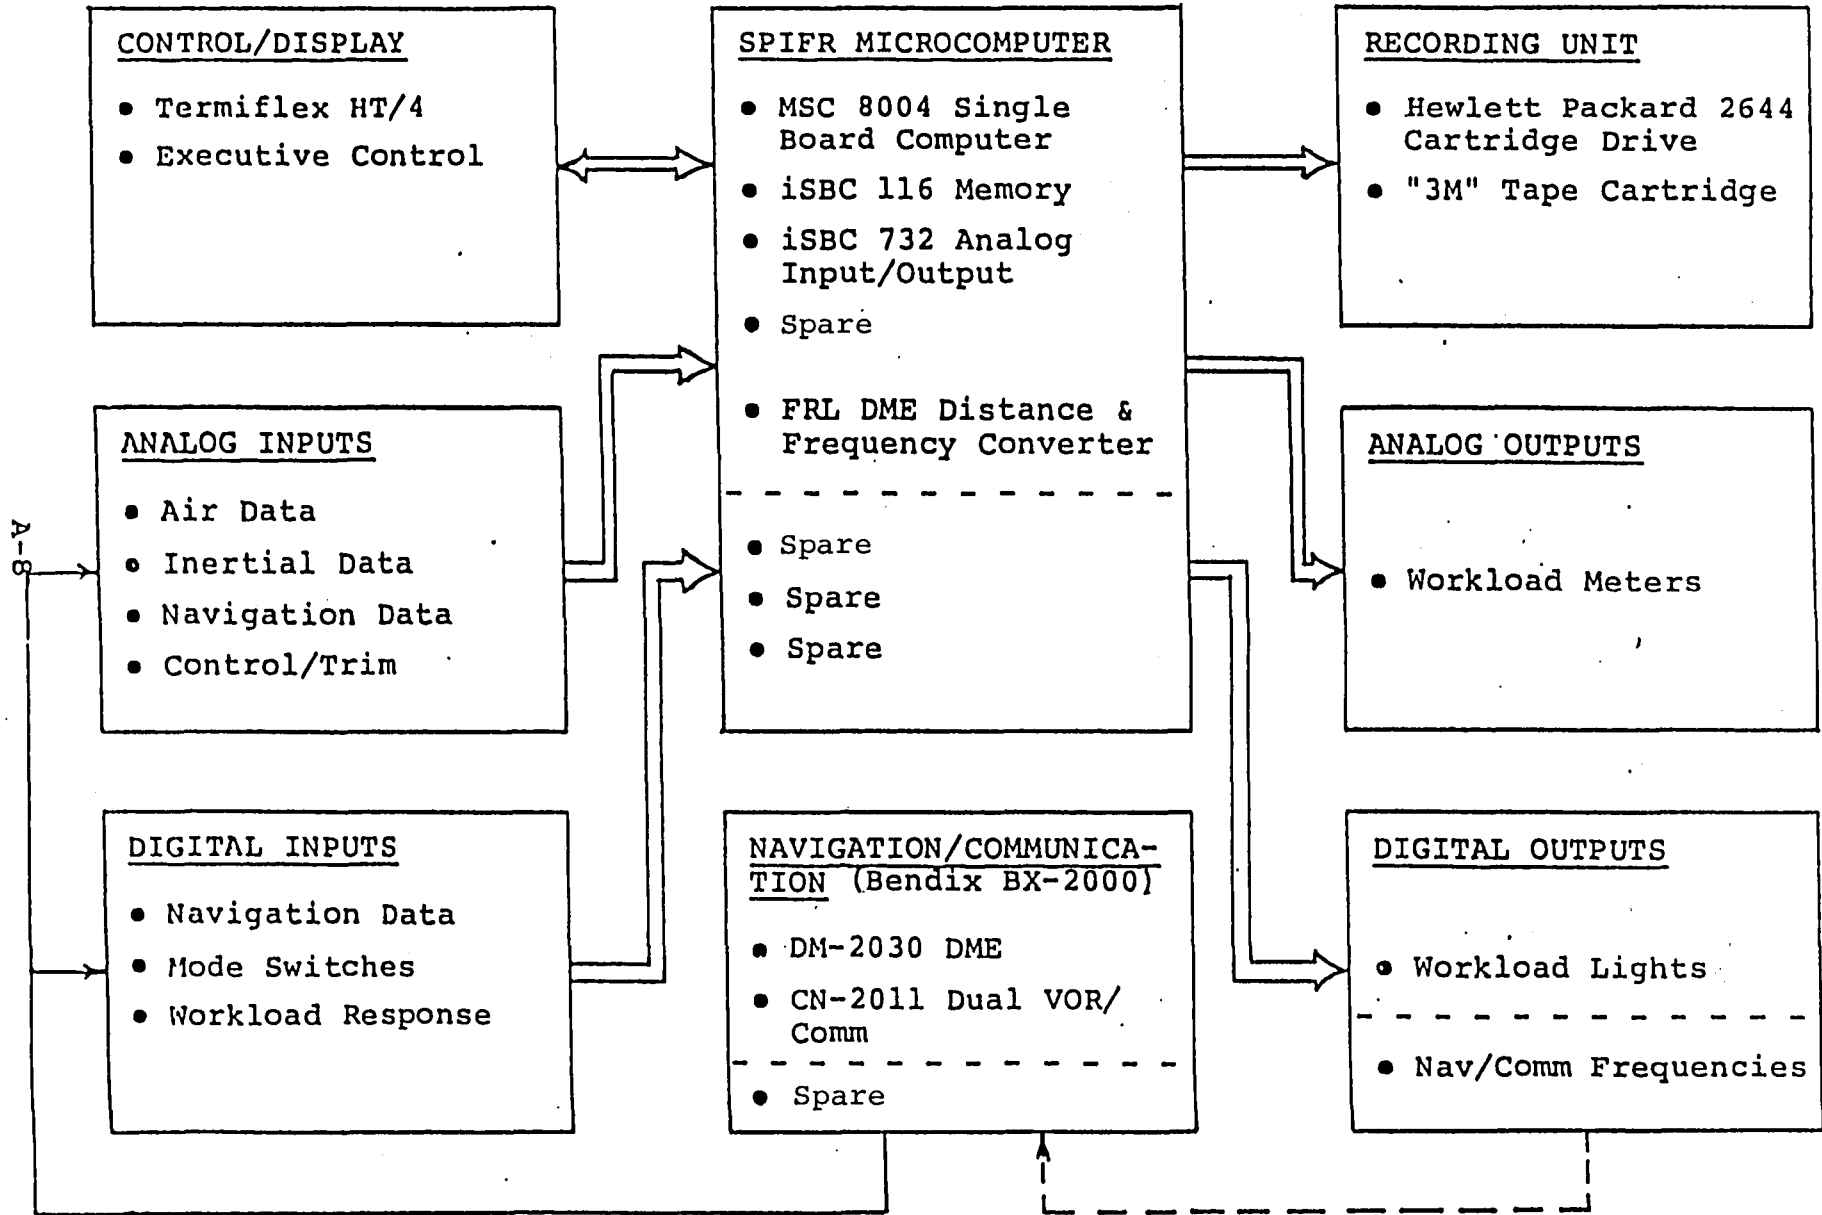 CONTROL/DISPLAY
• Termiflex HT/4
• Executive Control
SPIFR MICROCOMPUTER
• MSC 8004 Single
Board Computer
• iSBC 116 Memory
• iSBC 732 Analog
Input/Output
• Spare
• FRL DME Distance &
Frequency Converter
• Spare
• Spare
• Spare
RECORDING UNIT
• Hewlett Packard 2644
Cartridge Drive
• "3M" Tape Cartridge
ANALOG INPUTS
• Air Data
• Inertial Data
• Navigation Data
• Control/Trim
ANALOG OUTPUTS
• Workload Meters
A-8
DIGITAL INPUTS
• Navigation Data
• Mode Switches
• Workload Response
NAVIGATION/COMMUNICA-
TION (Bendix BX-2000)
• DM-2030 DME
• CN-2011 Dual VOR/
Comm
• Spare
DIGITAL OUTPUTS
• Workload Lights
• Nav/Comm Frequencies